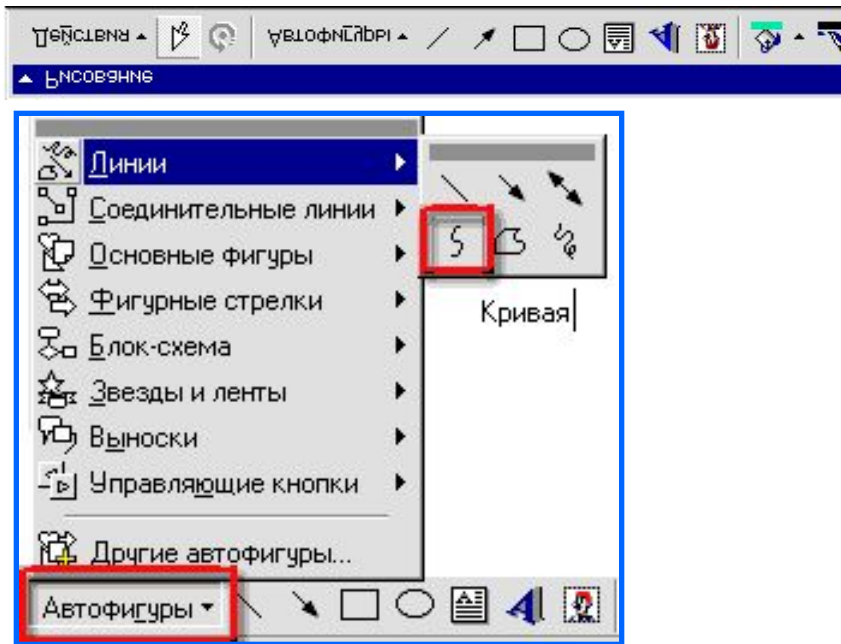 Действия Автофигуры
Рисование
Линии
Соединительные линии
Основные фигуры
Фигурные стрелки
Блок-схема
Звезды и ленты
Выноски
Управляющие кнопки
Другие автофигуры...
Кривая
Автофигуры